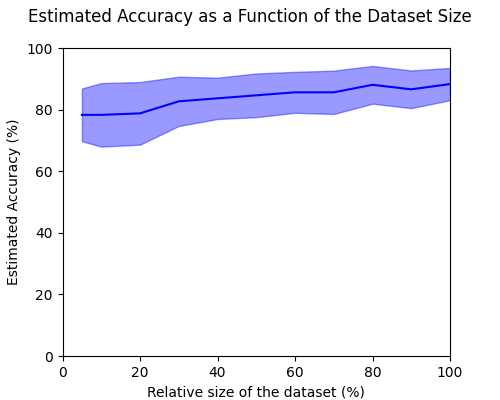 Estimated Accuracy as a Function of the Dataset Size
100
80
60
40
20
0
Estimated Accuracy (%)
0 20 40 60 80 100
Relative size of the dataset (%)